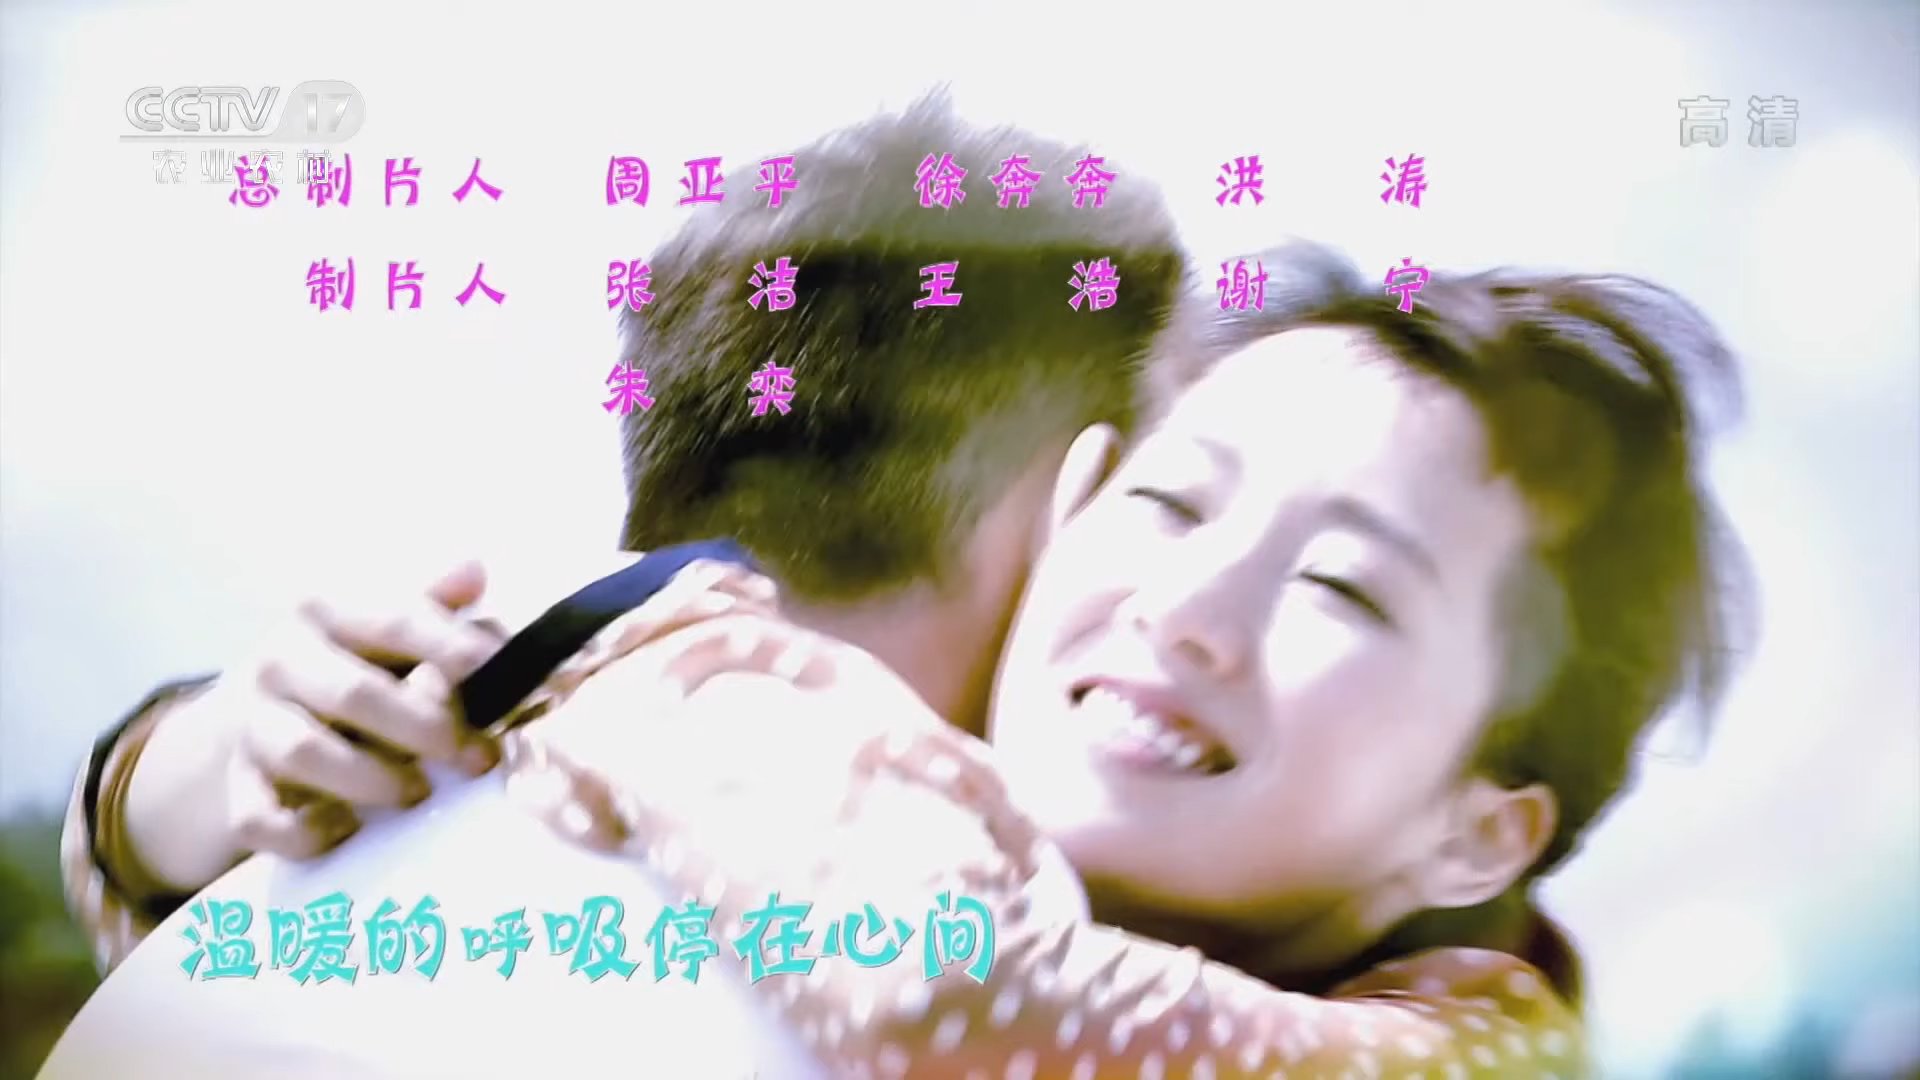 CCTV 17
高清
农业农村
总制片人 周亚平 徐奔奔 洪涛
制片人 张洁 王浩 谢宁
朱奕
温暖的呼吸停在心间